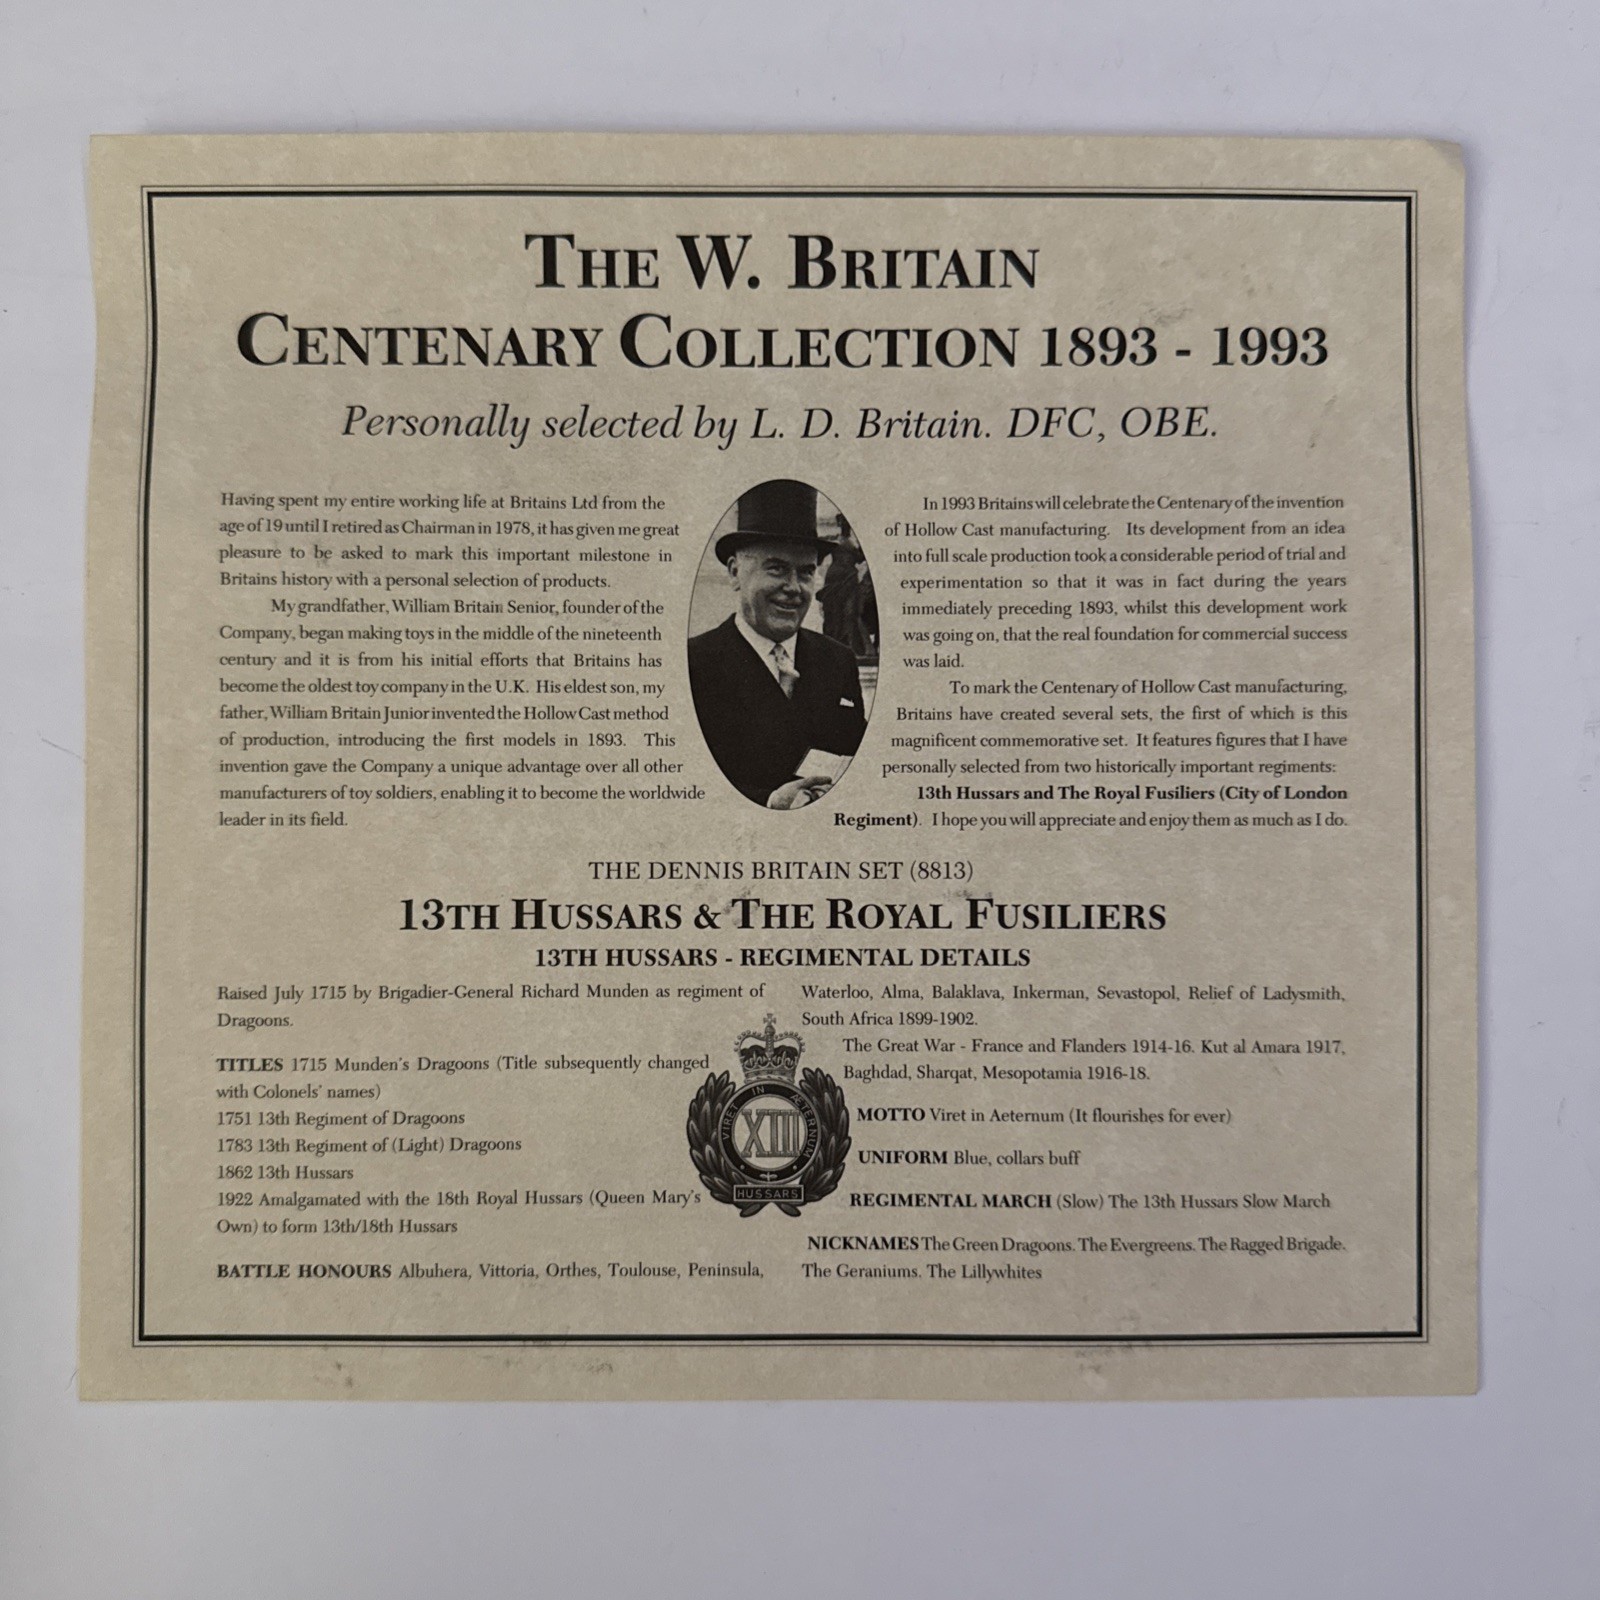 THE W. BRITAIN
CENTENARY COLLECTION 1893 - 1993
Personally selected by L. D. Britain. DFC, OBE.
Having spent my entire working life at Britains Ltd from the
age of 19 until I retired as Chairman in 1978, it has given me great
pleasure to be asked to mark this important milestone in
Britains history with a personal selection of products.
My grandfather, William Britain Senior, founder of the
Company, began making toys in the middle of the nineteenth
century and it is from his initial efforts that Britains has
become the oldest toy company in the U.K. His eldest son, my
father, William Britain Junior invented the Hollow Cast method
of production, introducing the first models in 1893. This
invention gave the Company a unique advantage over all other
manufacturers of toy soldiers, enabling it to become the worldwide
leader in its field.
In 1993 Britains will celebrate the Centenary of the invention
of Hollow Cast manufacturing. Its development from an idea
into full scale production took a considerable period of trial and
experimentation so that it was in fact during the years
immediately preceding 1893, whilst this development work
was going on, that the real foundation for commercial success
was laid.
To mark the Centenary of Hollow Cast manufacturing,
Britains have created several sets, the first of which is this
magnificent commemorative set. It features figures that I have
personally selected from two historically important regiments:
13th Hussars and The Royal Fusiliers (City of London
Regiment). I hope you will appreciate and enjoy them as much as I do.
THE DENNIS BRITAIN SET (8813)
13TH HUSSARS & THE ROYAL FUSILIERS
13TH HUSSARS - REGIMENTAL DETAILS
Raised July 1715 by Brigadier-General Richard Munden as regiment of
Dragoons.
TITLES 1715 Munden's Dragoons (Title subsequently changed
with Colonels' names)
1751 13th Regiment of Dragoons
1783 13th Regiment of (Light) Dragoons
1862 13th Hussars
1922 Amalgamated with the 18th Royal Hussars (Queen Mary's
Own) to form 13th/18th Hussars
BATTLE HONOURS Albuhera, Vittoria, Orthes, Toulouse, Peninsula,
VIRET IN ÆTERNUM
XIII
HUSSARS
Waterloo, Alma, Balaklava, Inkerman, Sevastopol, Relief of Ladysmith,
South Africa 1899-1902.
The Great War - France and Flanders 1914-16. Kut al Amara 1917,
Baghdad, Sharqat, Mesopotamia 1916-18.
MOTTO Viret in Aeternum (It flourishes for ever)
UNIFORM Blue, collars buff
REGIMENTAL MARCH (Slow) The 13th Hussars Slow March
NICKNAMES The Green Dragoons. The Evergreens. The Ragged Brigade.
The Geraniums. The Lillywhites